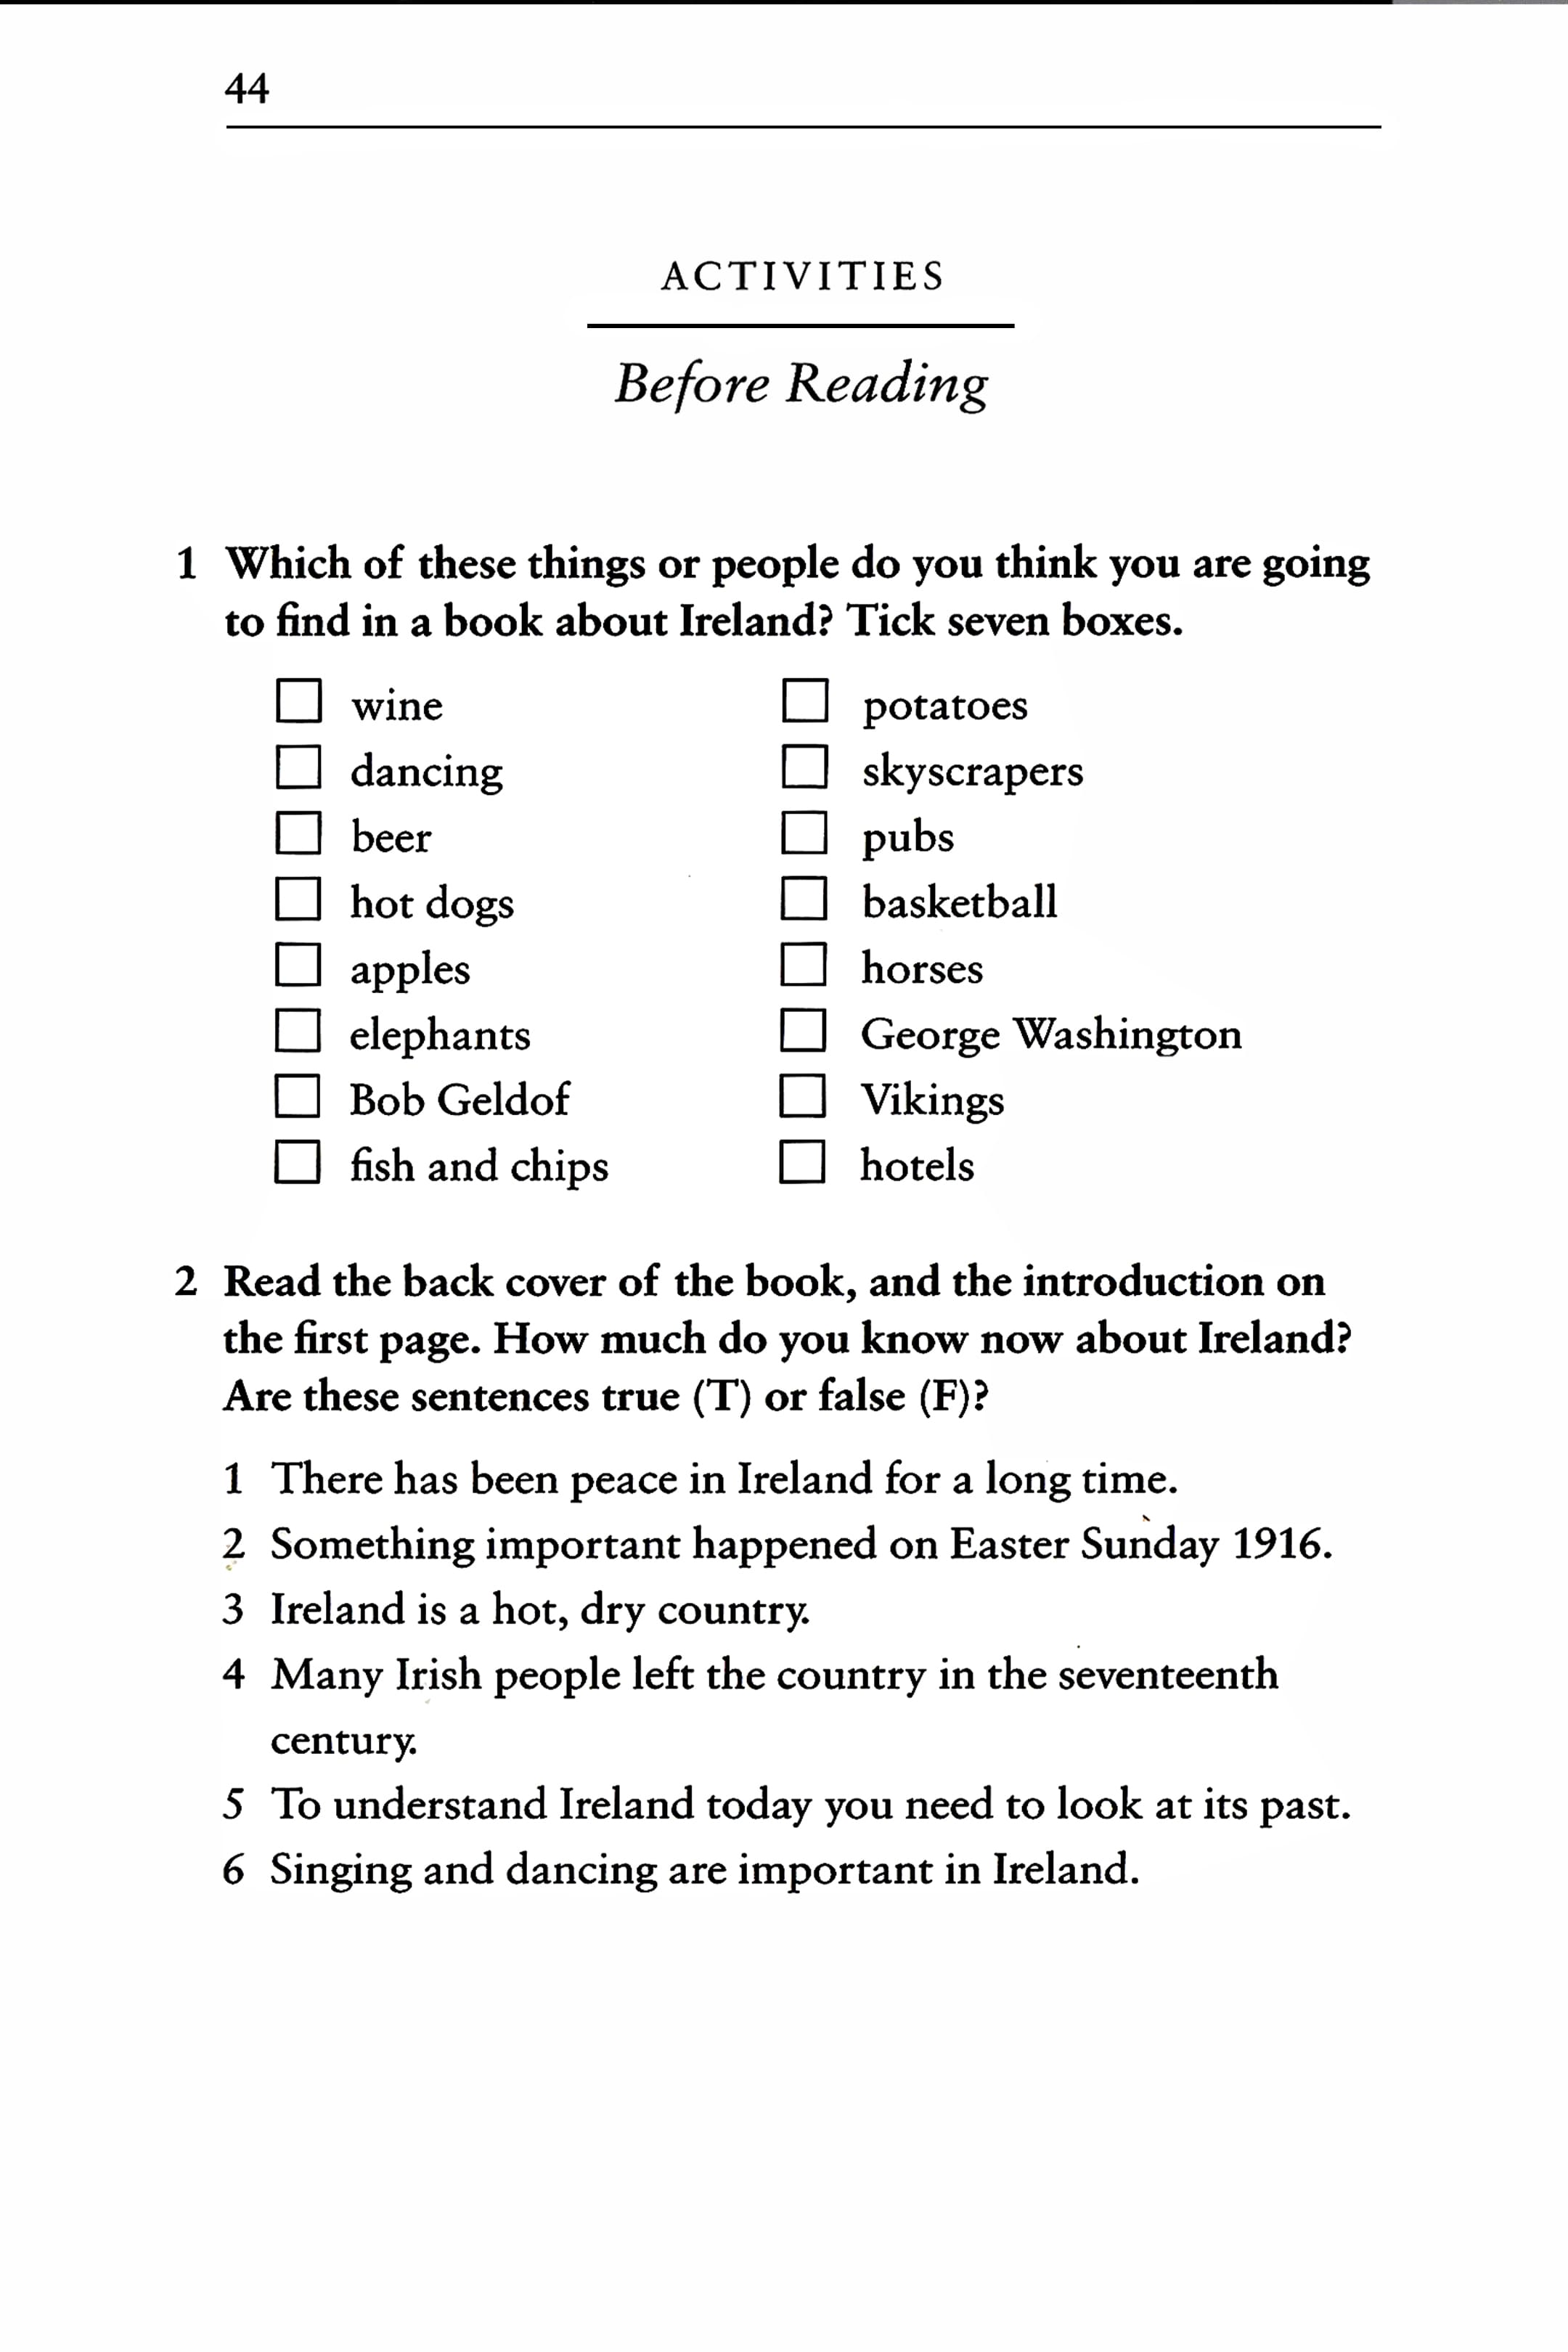 44
ACTIVITIES
Before Reading
1 Which of these things or people do you think you are going
to find in a book about Ireland? Tick seven boxes.
☐ wine ☐ potatoes
☐ dancing ☐ skyscrapers
☐ beer ☐ pubs
☐ hot dogs ☐ basketball
☐ apples ☐ horses
☐ elephants ☐ George Washington
☐ Bob Geldof ☐ Vikings
☐ fish and chips ☐ hotels
2 Read the back cover of the book, and the introduction on
the first page. How much do you know now about Ireland?
Are these sentences true (T) or false (F)?
1 There has been peace in Ireland for a long time.
2 Something important happened on Easter Sunday 1916.
3 Ireland is a hot, dry country.
4 Many Irish people left the country in the seventeenth
century.
5 To understand Ireland today you need to look at its past.
6 Singing and dancing are important in Ireland.